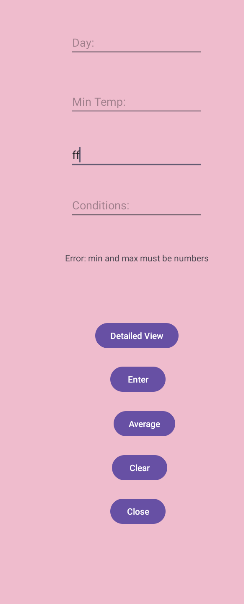 Day:
Min Temp:
ff
Conditions:
Error: min and max must be numbers
Detailed View
Enter
Average
Clear
Close